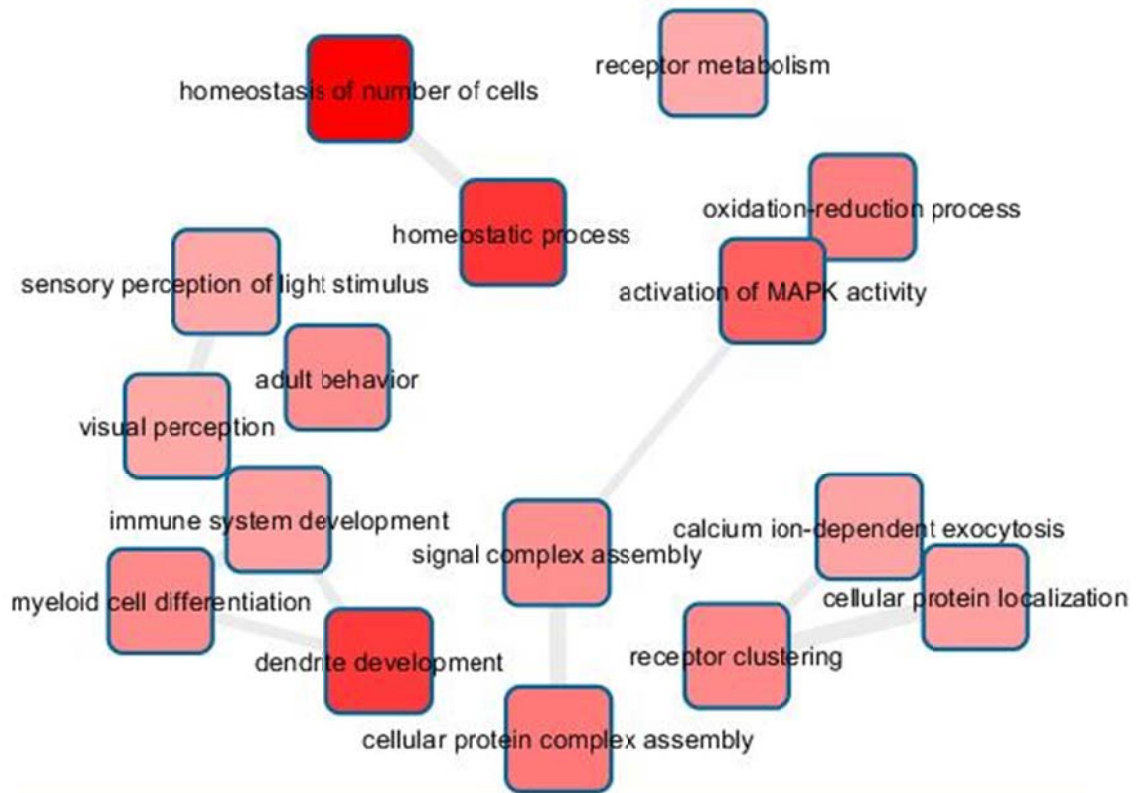 receptor metabolism
homeostasis of number of cells
oxidation-reduction process
homeostatic process
sensory perception of light stimulus
activation of MAPK activity
adult behavior
visual perception
immune system development
calcium ion-dependent exocytosis
signal complex assembly
myeloid cell differentiation
cellular protein localization
dendrite development
receptor clustering
cellular protein complex assembly